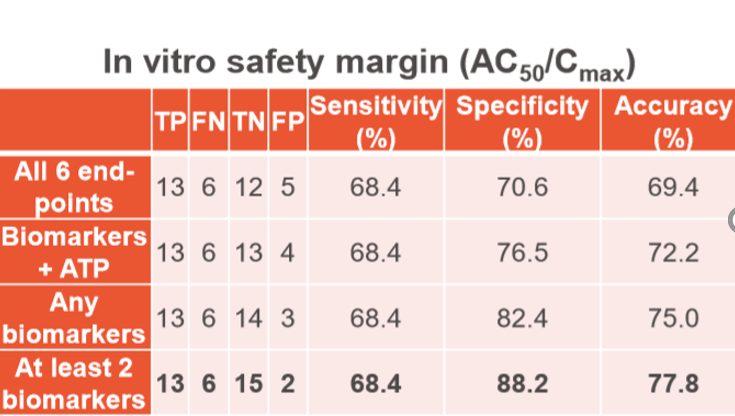 In vitro safety margin (AC50/Cmax)
TP FN TN FP Sensitivity (%) Specificity (%) Accuracy (%)
All 6 end-points 13 6 12 5 68.4 70.6 69.4
Biomarkers + ATP 13 6 13 4 68.4 76.5 72.2
Any biomarkers 13 6 14 3 68.4 82.4 75.0
At least 2 biomarkers 13 6 15 2 68.4 88.2 77.8